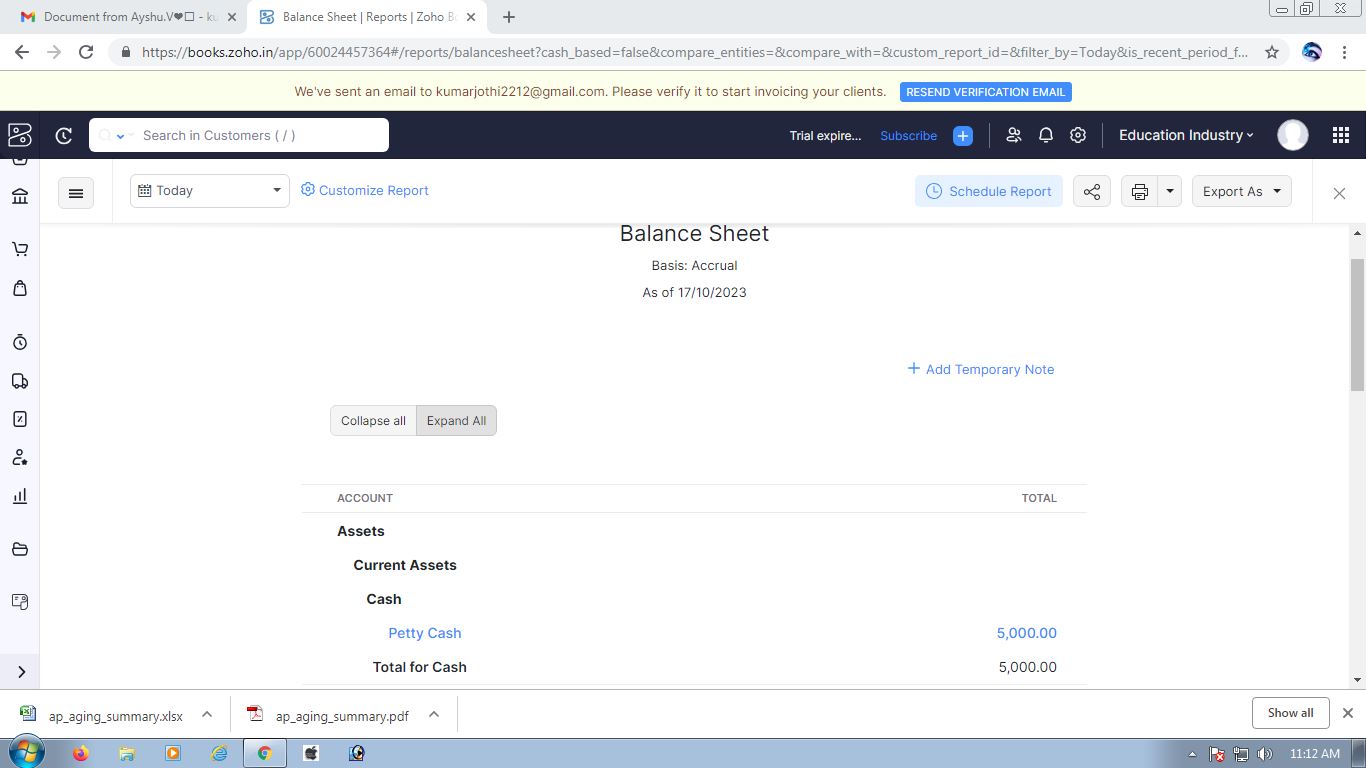 Document from Ayshu.V❤☐ - ku
Balance Sheet | Reports | Zoho Bo
https://books.zoho.in/app/60024457364#/reports/balancesheet?cash_based=false&compare_entities=&compare_with=&custom_report_id=&filter_by=Today&is_recent_period_f...
We've sent an email to kumarjothi2212@gmail.com. Please verify it to start invoicing your clients. RESEND VERIFICATION EMAIL
Search in Customers ( / ) Trial expire... Subscribe Education Industry
Today Customize Report Schedule Report Export As
Balance Sheet
Basis: Accrual
As of 17/10/2023
+ Add Temporary Note
Collapse all Expand All
ACCOUNT TOTAL
Assets
Current Assets
Cash
Petty Cash 5,000.00
Total for Cash 5,000.00
ap_aging_summary.xlsx ap_aging_summary.pdf Show all
11:12 AM